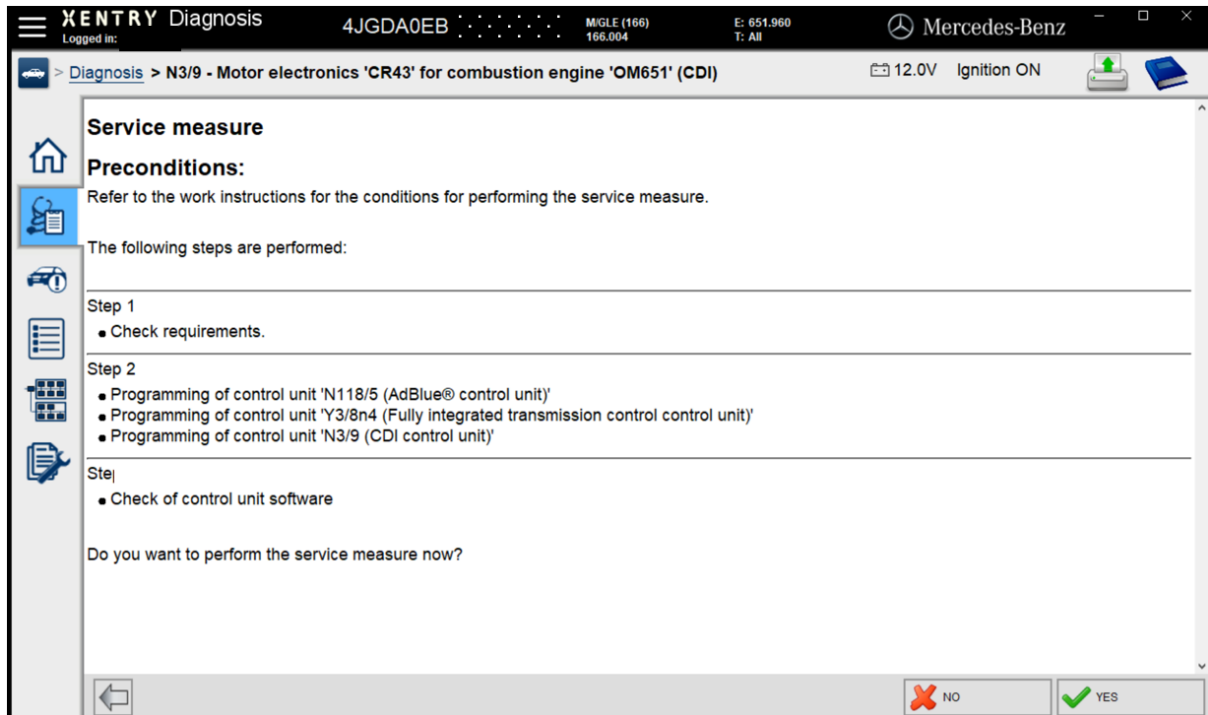 XENTRY Diagnosis
Logged in:
4JGDA0EB
M/GLE (166)
166.004
E: 651.960
T: All
Mercedes-Benz
> Diagnosis > N3/9 - Motor electronics 'CR43' for combustion engine 'OM651' (CDI)
12.0V Ignition ON
Service measure
Preconditions:
Refer to the work instructions for the conditions for performing the service measure.
The following steps are performed:
Step 1
• Check requirements.
Step 2
• Programming of control unit 'N118/5 (AdBlue® control unit)'
• Programming of control unit 'Y3/8n4 (Fully integrated transmission control control unit)'
• Programming of control unit 'N3/9 (CDI control unit)'
Ste
• Check of control unit software
Do you want to perform the service measure now?
NO
YES